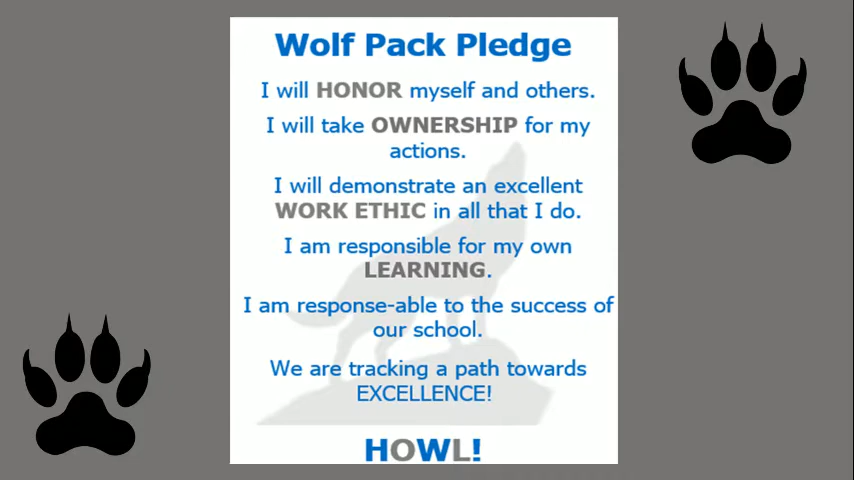 Wolf Pack Pledge
I will HONOR myself and others.
I will take OWNERSHIP for my
actions.
I will demonstrate an excellent
WORK ETHIC in all that I do.
I am responsible for my own
LEARNING.
I am response-able to the success of
our school.
We are tracking a path towards
EXCELLENCE!
HOWL!